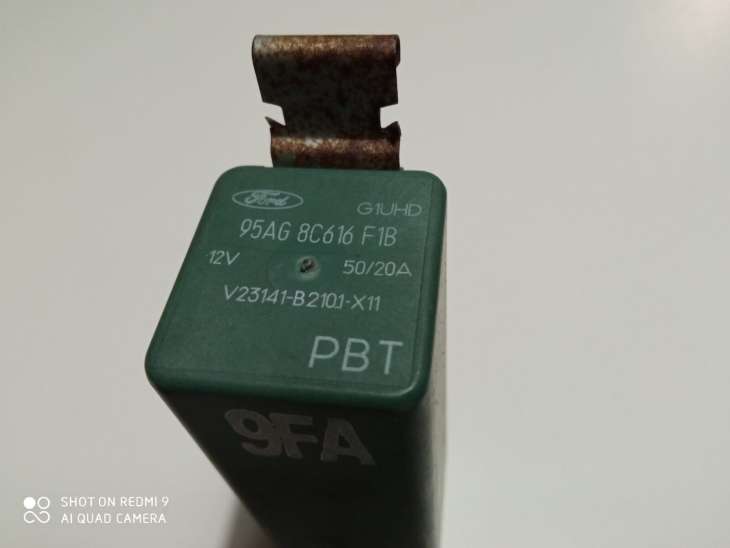 Ford G1UHD
95AG 8C616 F1B
12V 50/20A
V23141-B2101-X11
PBT
9FA
SHOT ON REDMI 9
AI QUAD CAMERA